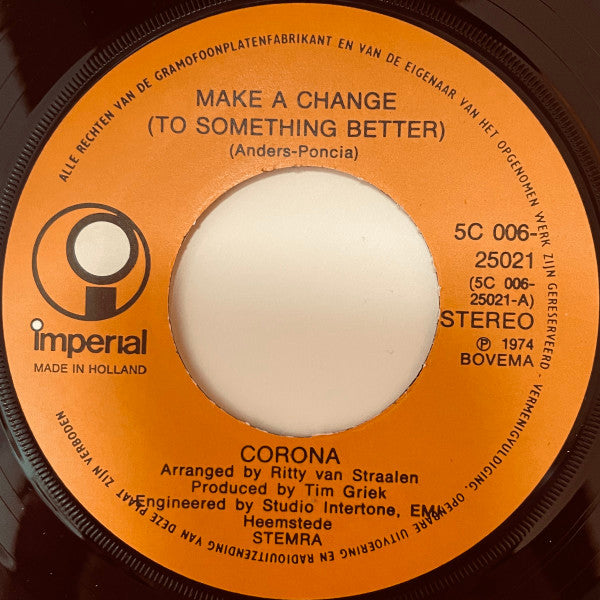 ALLE RECHTEN VAN DE GRAMOFOONPLATENFABRIKANT EN VAN DE EIGENAAR VAN HET OPGENOMEN WERK ZIJN GERESERVEERD - VERMENIGVULDIGING, OPENBARE UITVOERING EN RADIOUITZENDING VAN DEZE PLAAT ZIJN VERBODEN
MAKE A CHANGE
(TO SOMETHING BETTER)
(Anders-Poncia)
imperial
MADE IN HOLLAND
5C 006-
25021
(5C 006-
25021-A)
STEREO
℗ 1974
BOVEMA
CORONA
Arranged by Ritty van Straalen
Produced by Tim Griek
Engineered by Studio Intertone, EMI
Heemstede
STEMRA